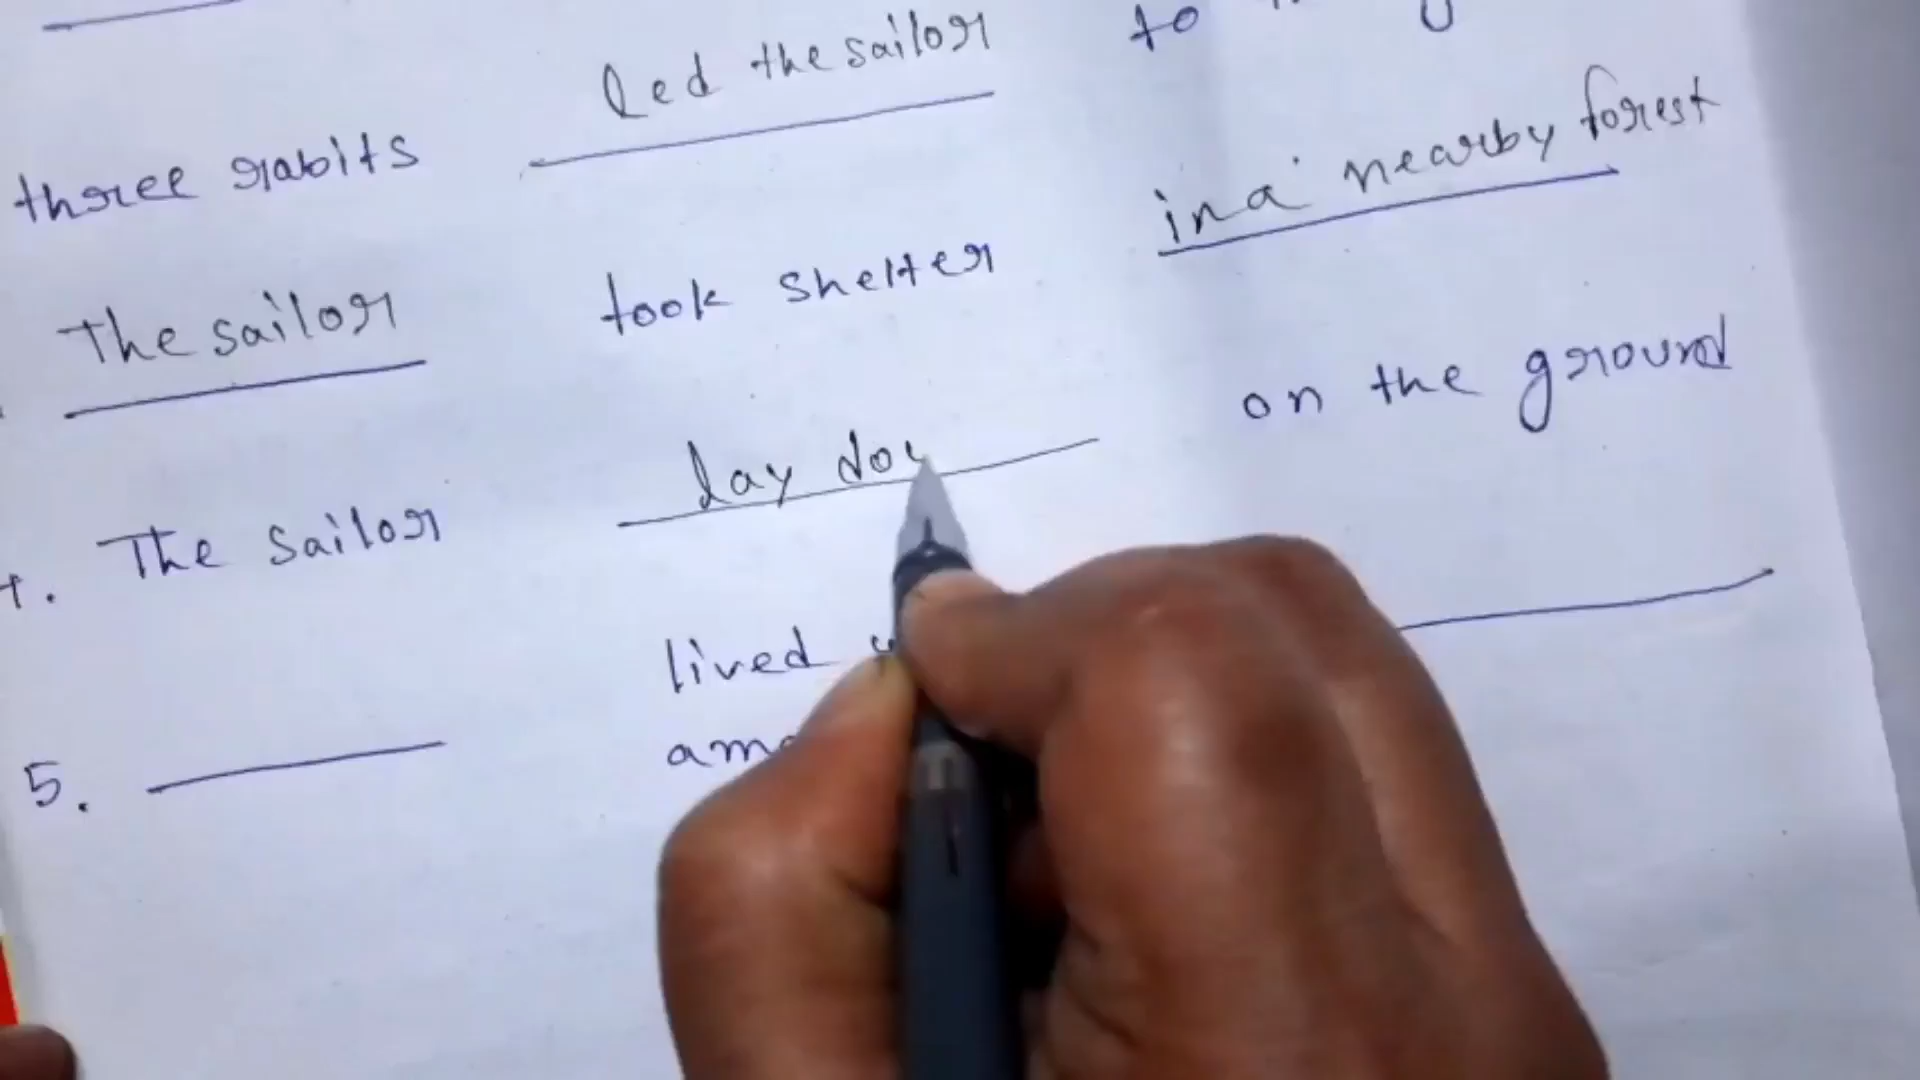 three rabits led the sailor to
The sailor took shelter in a nearby forest
4. The sailor lay dow on the ground
5. lived